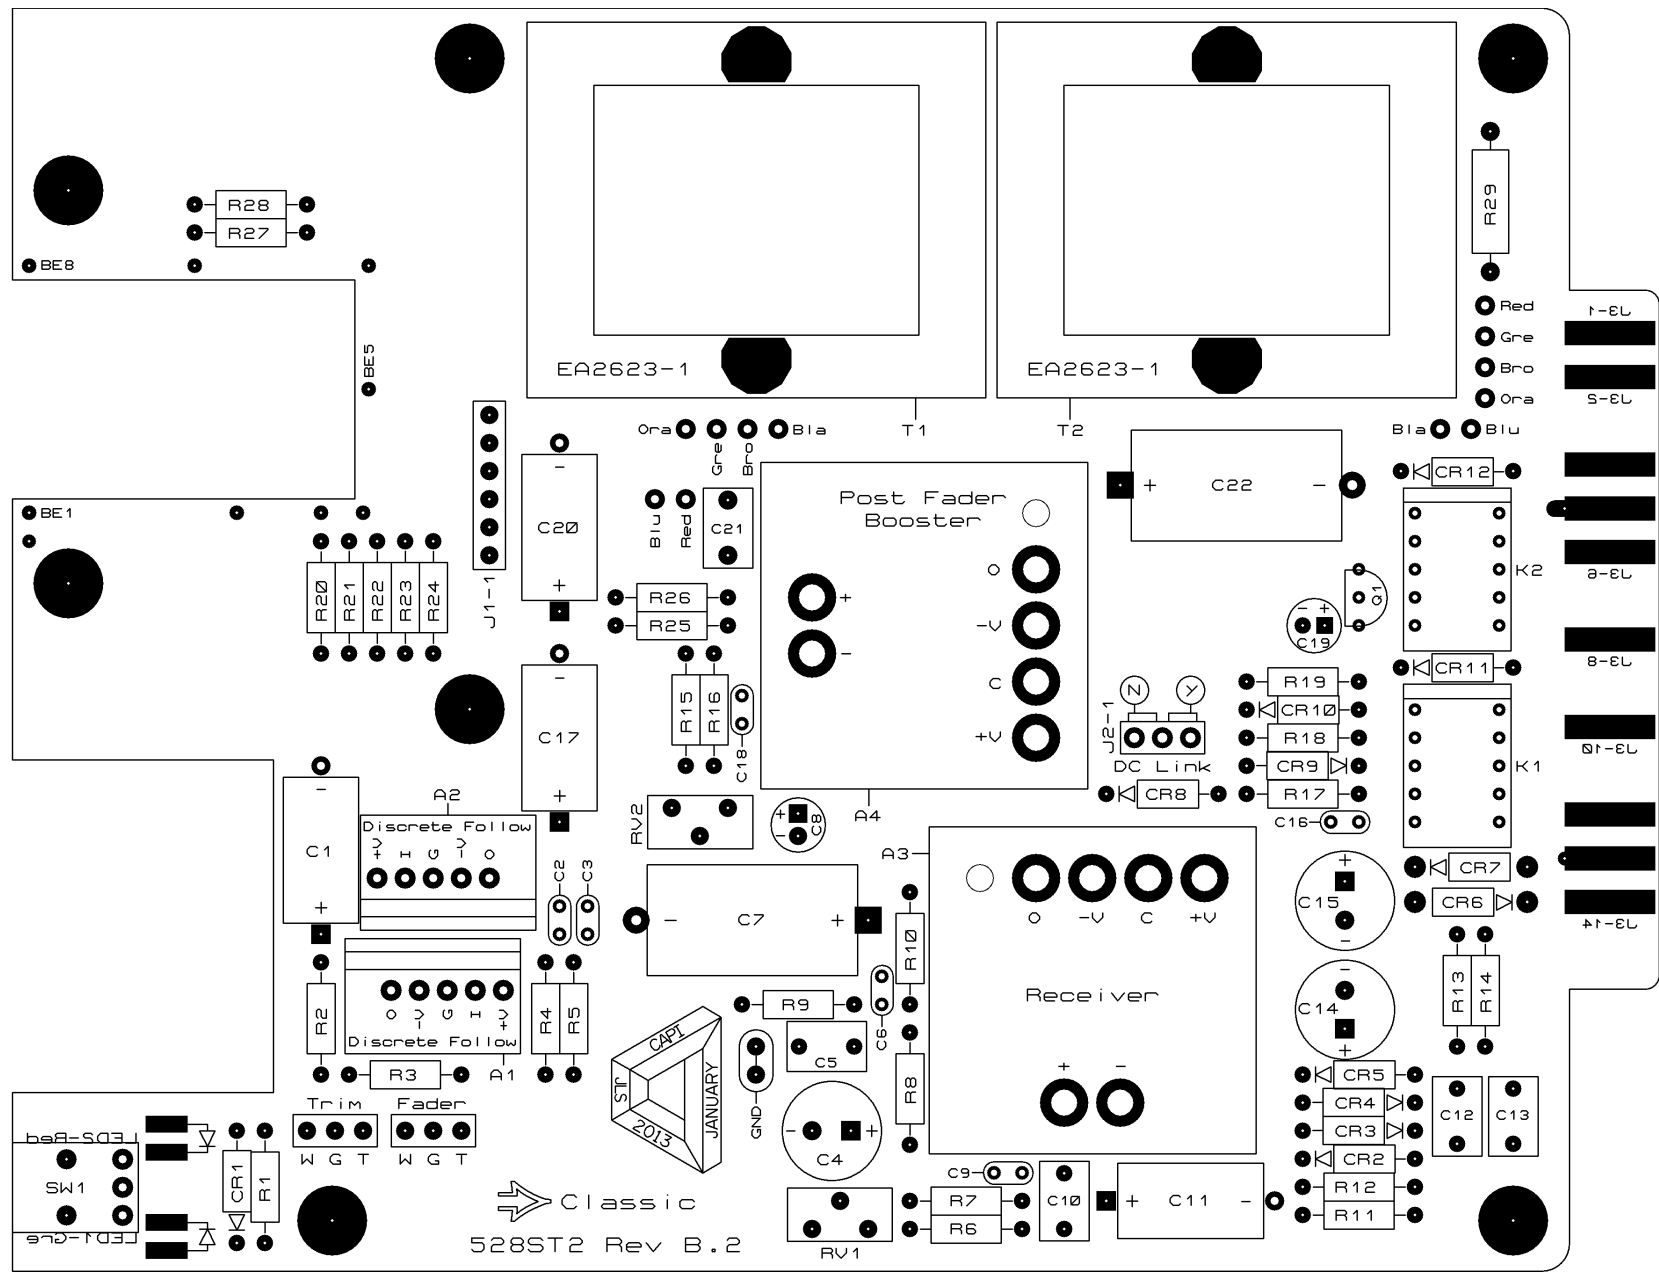 R28
R27
BE8
BE5
BE1
EA2623-1
EA2623-1
T1
T2
R29
Red
Gre
Bro
Ora
Bla
Blu
J3-1
J3-5
J3-6
J3-8
J3-10
J3-14
Ora
Gre
Bro
Bla
Blu
Red
C21
J1-1
C20
R20
R21
R22
R23
R24
R26
R25
R15
R16
C18
C17
Post Fader
Booster
O
-V
C
+V
+
-
A4
+ C22 -
CR12
K2
Q1
C19
CR11
K1
R19
CR10
R18
CR9
R17
C16
Z
Y
J2-1
DC Link
CR8
CR7
CR6
C1
A2
Discrete Follow
+V
I
G
-V
O
C2
C3
RV2
C8
- C7 +
A3
O -V C +V
Receiver
+ -
R10
C15
C14
R13
R14
R2
O
-V
G
I
+V
Discrete Follow
A1
R3
R4
R5
R9
C5
C6
R8
GND
CAPI
JLS
JANUARY
2013
- C4 +
CR5
CR4
CR3
CR2
R12
R11
C12
C13
Trim
Fader
W G T
W G T
LEDS-Red
SW1
LED1-Gre
CR1
R1
Classic
528ST2 Rev B.2
RV1
C9
R7
R6
C10
+ C11 -